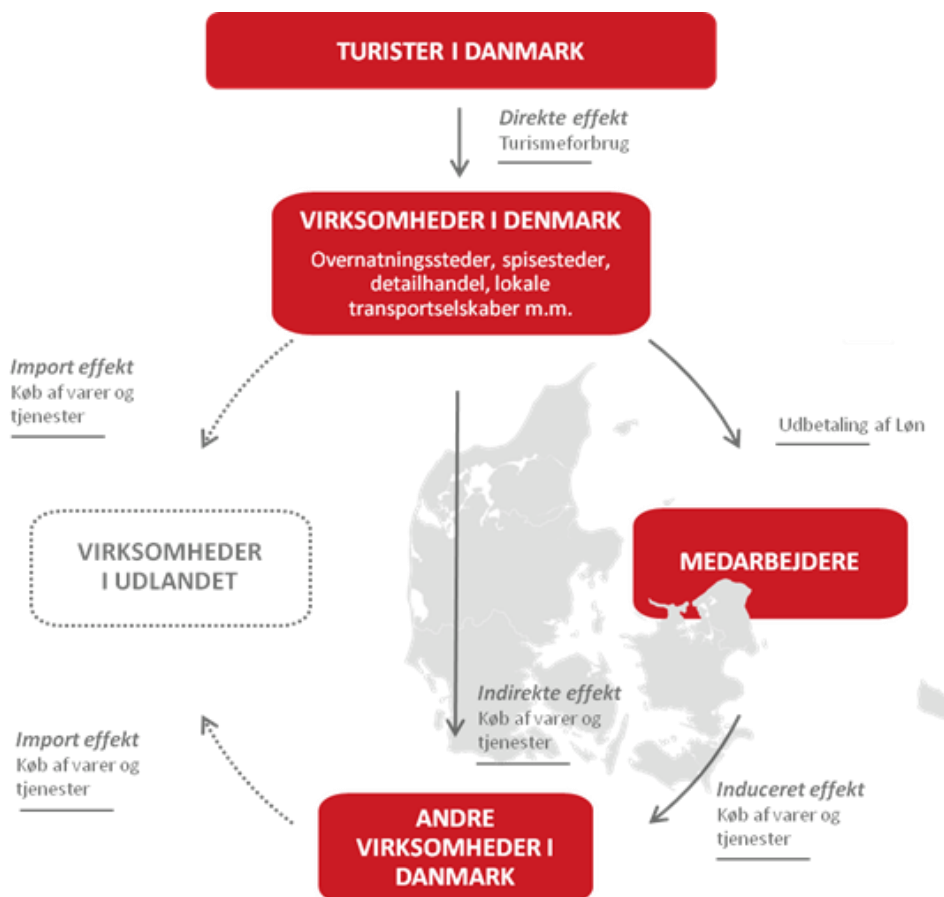 TURISTER I DANMARK
Direkte effekt
Turismeforbrug
VIRKSOMHEDER I DENMARK
Overnatningssteder, spisesteder,
detailhandel, lokale
transportselskaber m.m.
Import effekt
Køb af varer og
tjenester
Udbetaling af Løn
VIRKSOMHEDER
I UDLANDET
MEDARBEJDERE
Indirekte effekt
Køb af varer og
tjenester
Import effekt
Køb af varer og
tjenester
Induceret effekt
Køb af varer og
tjenester
ANDRE
VIRKSOMHEDER I
DANMARK